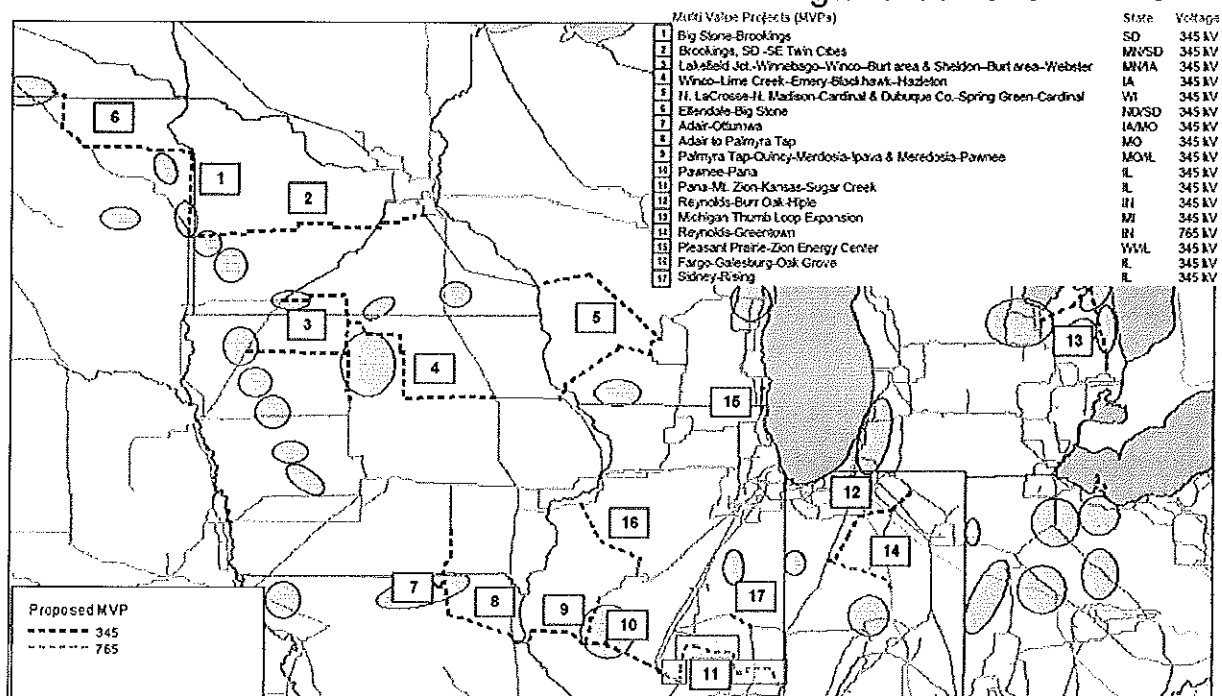 Multi Value Projects (MVPs) State Voltage
1 Big Stone-Brookings SD 345 kV
2 Brookings, SD -SE Twin Cities MN/SD 345 kV
3 Lakefield Jct.-Winnebago-Winco-Burt area & Sheldon-Burt area-Webster MN/IA 345 kV
4 Winco-Lime Creek-Emery-Blackhawk-Hazleton IA 345 kV
5 N. LaCrosse-N. Madison-Cardinal & Dubuque Co.-Spring Green-Cardinal WI 345 kV
6 Ellendale-Big Stone ND/SD 345 kV
7 Adair-Ottumwa IA/MO 345 kV
8 Adair to Palmyra Tap MO 345 kV
9 Palmyra Tap-Quincy-Merdosia-Ipava & Meredosia-Pawnee MO/IL 345 kV
10 Pawnee-Pana IL 345 kV
11 Pana-Mt. Zion-Kansas-Sugar Creek IL 345 kV
12 Reynolds-Burr Oak-Hiple IN 345 kV
13 Michigan Thumb Loop Expansion MI 345 kV
14 Reynolds-Greentown IN 765 kV
15 Pleasant Prairie-Zion Energy Center WI/IL 345 kV
16 Fargo-Galesburg-Oak Grove IL 345 kV
17 Sidney-Rising IL 345 kV
6
1
2
3
4
5
13
15
12
16
14
7
8
9
10
17
11
Proposed MVP
345
765